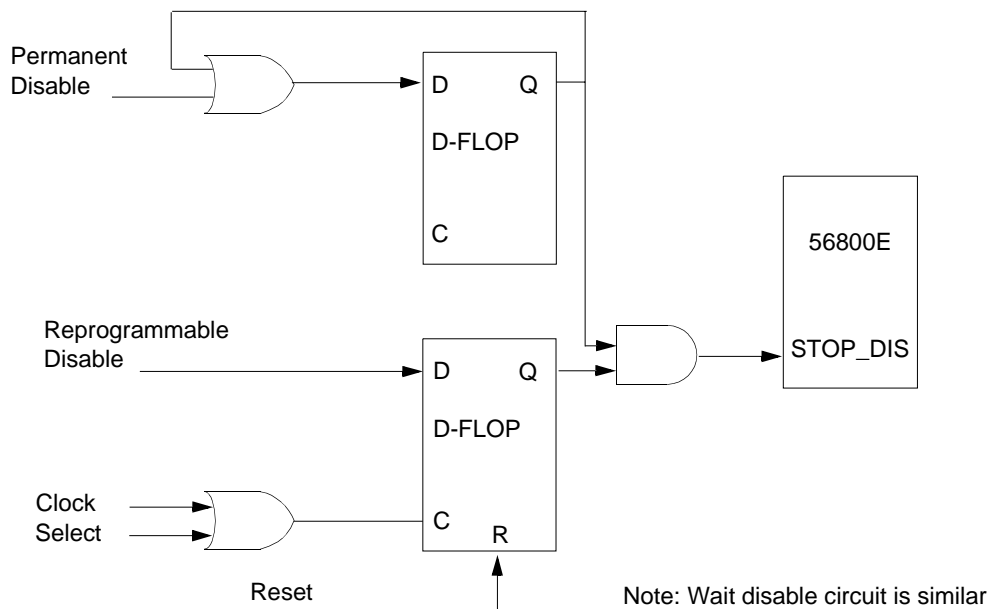 Permanent
Disable
D
Q
D-FLOP
C
56800E
STOP_DIS
Reprogrammable
Disable
D
Q
D-FLOP
Clock
Select
C
R
Reset
Note: Wait disable circuit is similar